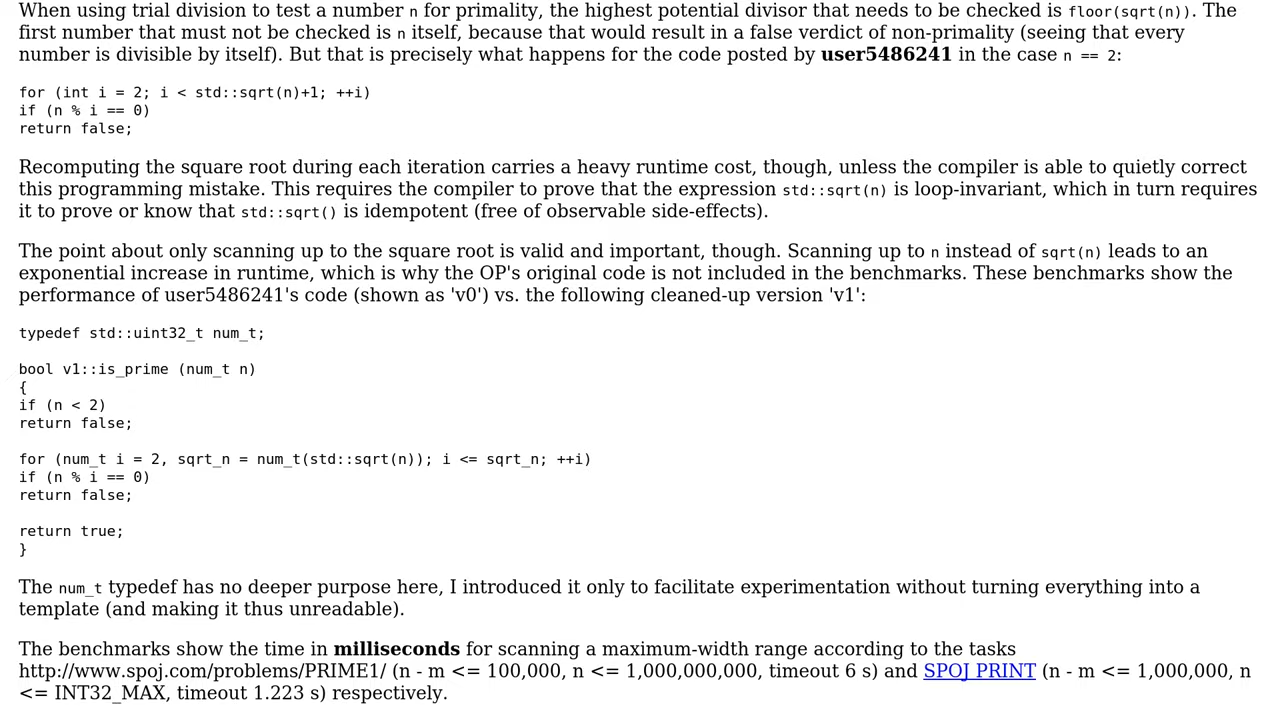 When using trial division to test a number n for primality, the highest potential divisor that needs to be checked is floor(sqrt(n)). The
first number that must not be checked is n itself, because that would result in a false verdict of non-primality (seeing that every
number is divisible by itself). But that is precisely what happens for the code posted by user5486241 in the case n == 2:
for (int i = 2; i < std::sqrt(n)+1; ++i)
if (n % i == 0)
return false;
Recomputing the square root during each iteration carries a heavy runtime cost, though, unless the compiler is able to quietly correct
this programming mistake. This requires the compiler to prove that the expression std::sqrt(n) is loop-invariant, which in turn requires
it to prove or know that std::sqrt() is idempotent (free of observable side-effects).
The point about only scanning up to the square root is valid and important, though. Scanning up to n instead of sqrt(n) leads to an
exponential increase in runtime, which is why the OP's original code is not included in the benchmarks. These benchmarks show the
performance of user5486241's code (shown as 'v0') vs. the following cleaned-up version 'v1':
typedef std::uint32_t num_t;
bool v1::is_prime (num_t n)
{
if (n < 2)
return false;
for (num_t i = 2, sqrt_n = num_t(std::sqrt(n)); i <= sqrt_n; ++i)
if (n % i == 0)
return false;
return true;
}
The num_t typedef has no deeper purpose here, I introduced it only to facilitate experimentation without turning everything into a
template (and making it thus unreadable).
The benchmarks show the time in milliseconds for scanning a maximum-width range according to the tasks
http://www.spoj.com/problems/PRIME1/ (n - m <= 100,000, n <= 1,000,000,000, timeout 6 s) and SPOJ PRINT (n - m <= 1,000,000, n
<= INT32_MAX, timeout 1.223 s) respectively.